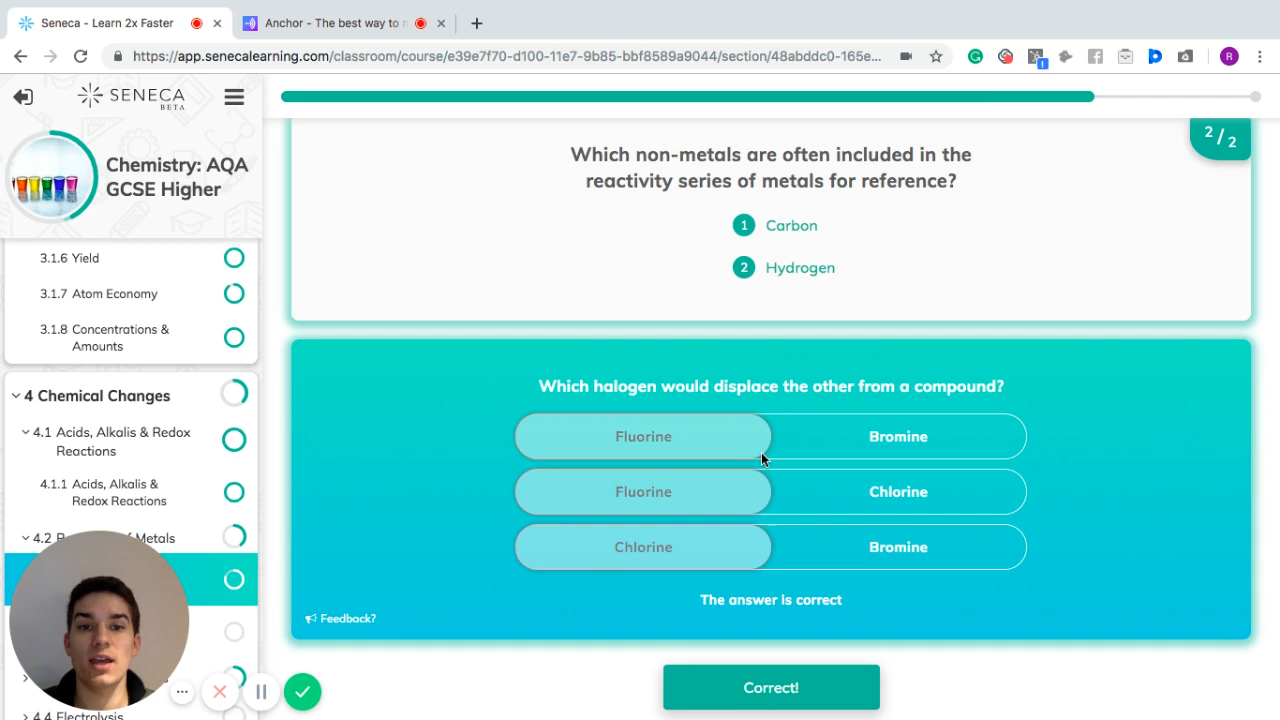 Seneca - Learn 2x Faster
Anchor - The best way to
https://app.senecalearning.com/classroom/course/e39e7f70-d100-11e7-9b85-bbf8589a9044/section/48abddc0-165e...
1
R
SENECA
BETA
Chemistry: AQA
GCSE Higher
3.1.6 Yield
3.1.7 Atom Economy
3.1.8 Concentrations &
Amounts
4 Chemical Changes
4.1 Acids, Alkalis & Redox
Reactions
4.1.1 Acids, Alkalis &
Redox Reactions
4.2 Metals
4.4 Electrolysis
2/2
Which non-metals are often included in the
reactivity series of metals for reference?
1 Carbon
2 Hydrogen
Which halogen would displace the other from a compound?
Fluorine Bromine
Fluorine Chlorine
Chlorine Bromine
The answer is correct
Feedback?
Correct!